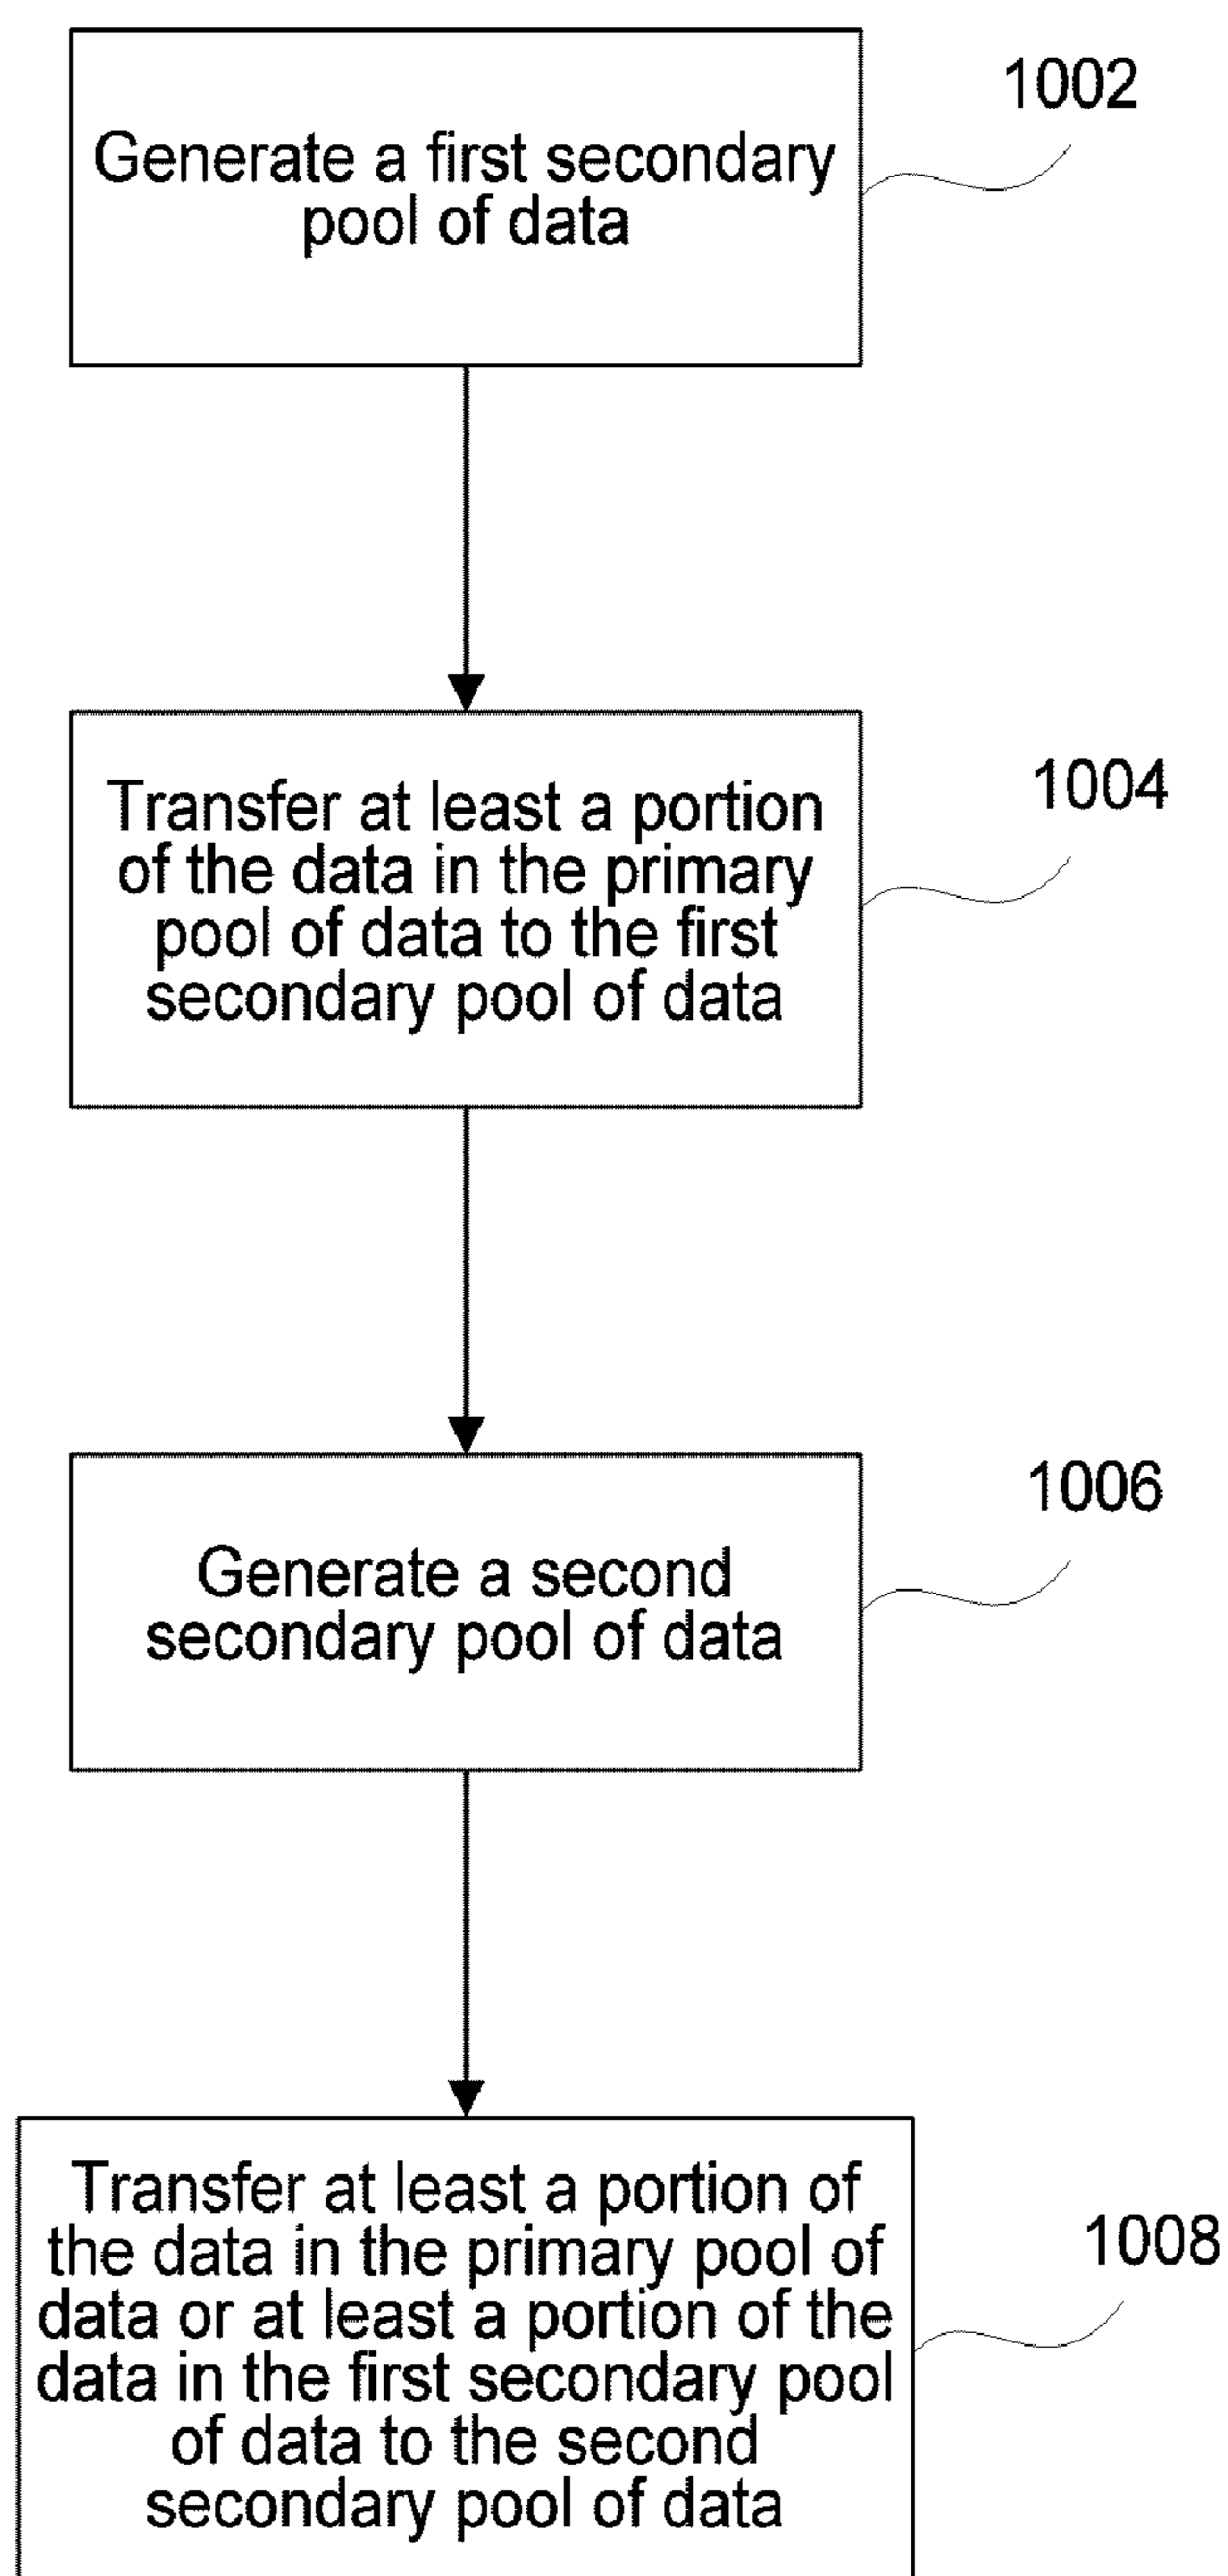 1002
Generate a first secondary
pool of data
1004
Transfer at least a portion
of the data in the primary
pool of data to the first
secondary pool of data
1006
Generate a second
secondary pool of data
1008
Transfer at least a portion of
the data in the primary pool of
data or at least a portion of the
data in the first secondary pool
of data to the second
secondary pool of data